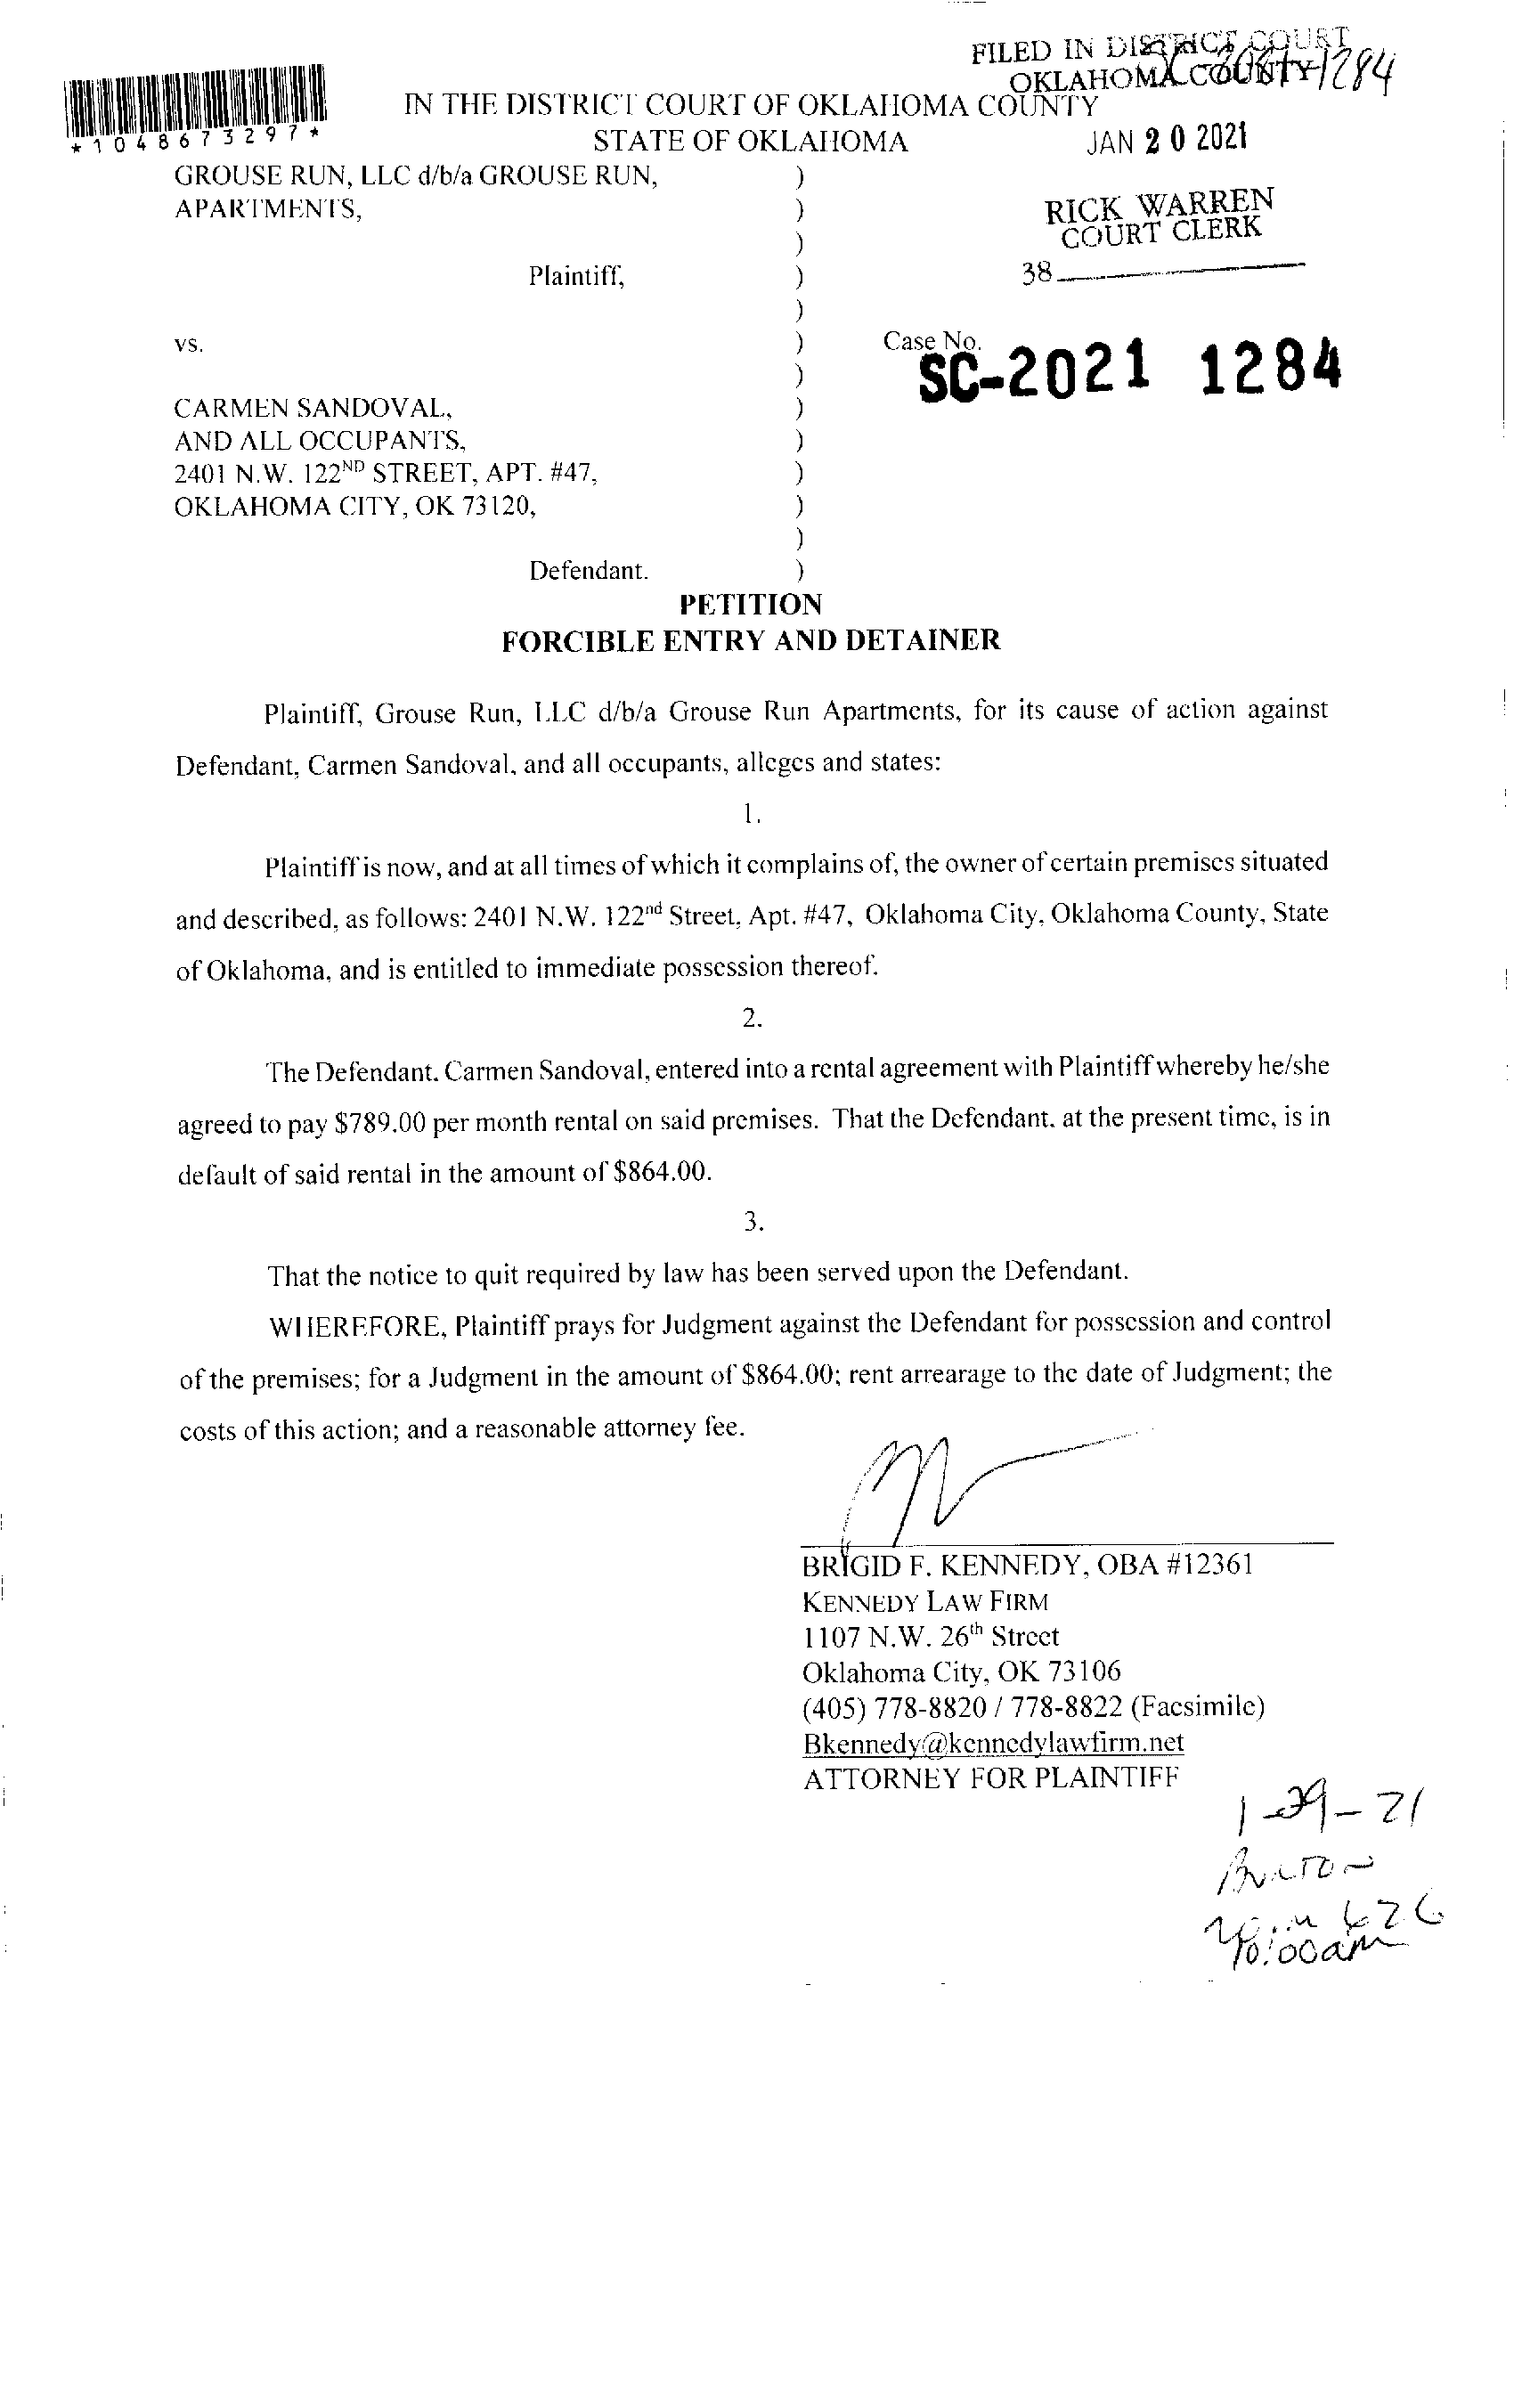 FILED IN DISTRICT COURT
OKLAHOMA COUNTY
SC-2021-1284
*1048673297*
IN THE DISTRICT COURT OF OKLAHOMA COUNTY
STATE OF OKLAHOMA
JAN 20 2021
GROUSE RUN, LLC d/b/a GROUSE RUN, )
APARTMENTS, )
RICK WARREN
COURT CLERK
)
Plaintiff, )
38
)
vs. )
Case No.
SC-2021 1284
)
CARMEN SANDOVAL, )
AND ALL OCCUPANTS, )
2401 N.W. 122ND STREET, APT. #47, )
OKLAHOMA CITY, OK 73120, )
)
Defendant. )
PETITION
FORCIBLE ENTRY AND DETAINER
Plaintiff, Grouse Run, LLC d/b/a Grouse Run Apartments, for its cause of action against
Defendant, Carmen Sandoval, and all occupants, alleges and states:
1.
Plaintiff is now, and at all times of which it complains of, the owner of certain premises situated
and described, as follows: 2401 N.W. 122nd Street, Apt. #47, Oklahoma City, Oklahoma County, State
of Oklahoma, and is entitled to immediate possession thereof.
2.
The Defendant, Carmen Sandoval, entered into a rental agreement with Plaintiff whereby he/she
agreed to pay $789.00 per month rental on said premises. That the Defendant, at the present time, is in
default of said rental in the amount of $864.00.
3.
That the notice to quit required by law has been served upon the Defendant.
WHEREFORE, Plaintiff prays for Judgment against the Defendant for possession and control
of the premises; for a Judgment in the amount of $864.00; rent arrearage to the date of Judgment; the
costs of this action; and a reasonable attorney fee.
BRIGID F. KENNEDY, OBA #12361
KENNEDY LAW FIRM
1107 N.W. 26th Street
Oklahoma City, OK 73106
(405) 778-8820 / 778-8822 (Facsimile)
Bkennedy@kennedylawfirm.net
ATTORNEY FOR PLAINTIFF
1-29-21
626
10:00am